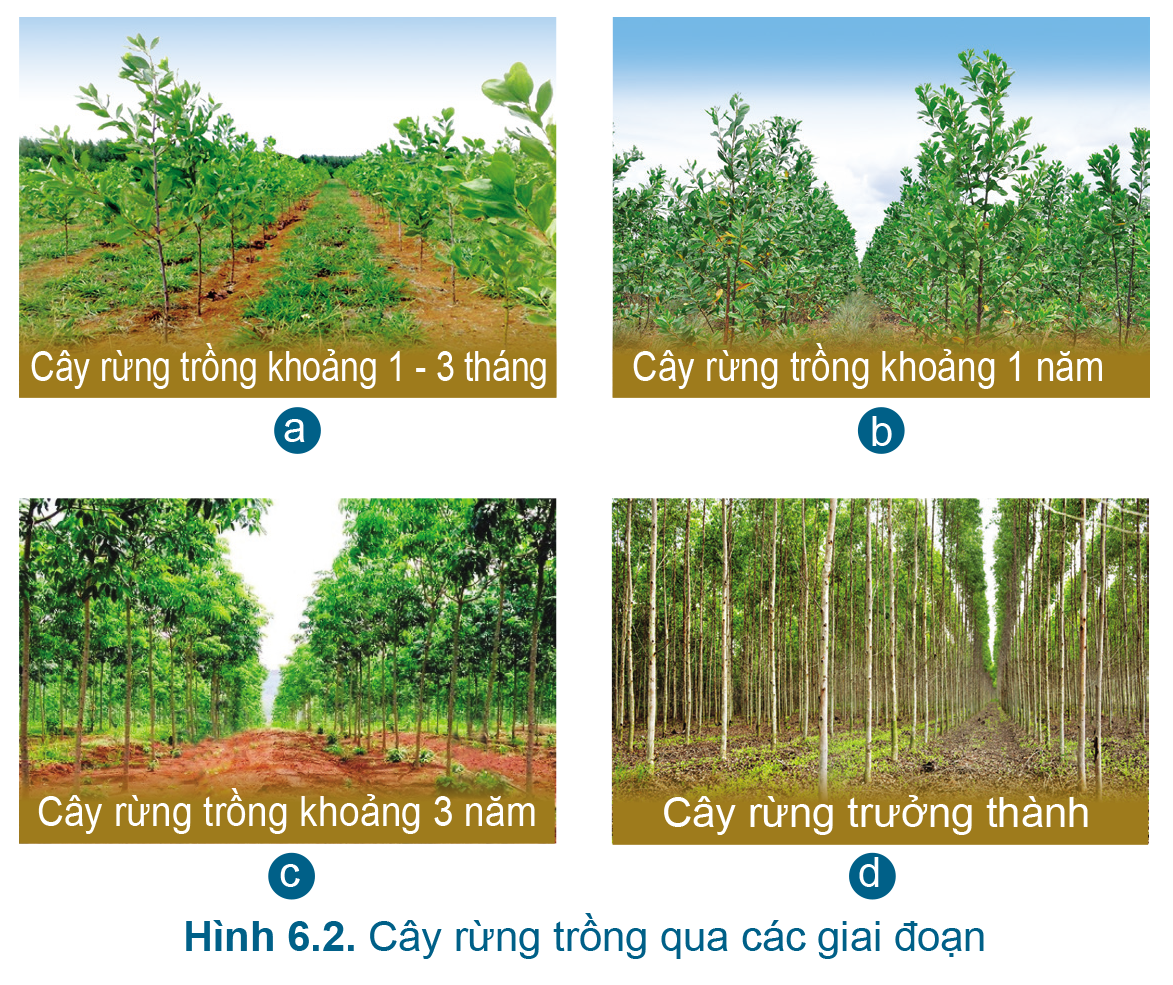 Cây rừng trồng khoảng 1 - 3 tháng
Cây rừng trồng khoảng 1 năm
a
b
Cây rừng trồng khoảng 3 năm
Cây rừng trưởng thành
c
d
Hình 6.2. Cây rừng trồng qua các giai đoạn